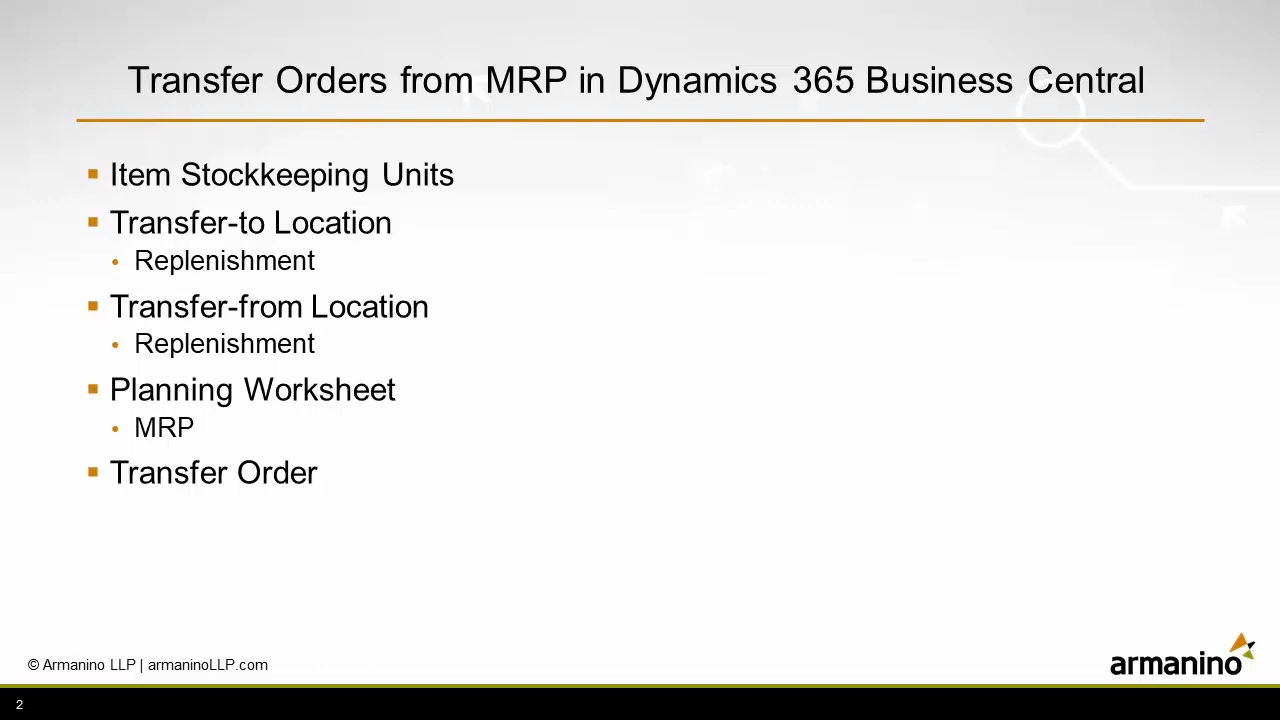 Transfer Orders from MRP in Dynamics 365 Business Central
▪ Item Stockkeeping Units
▪ Transfer-to Location
• Replenishment
▪ Transfer-from Location
• Replenishment
▪ Planning Worksheet
• MRP
▪ Transfer Order
© Armanino LLP | armaninoLLP.com
armanino
2